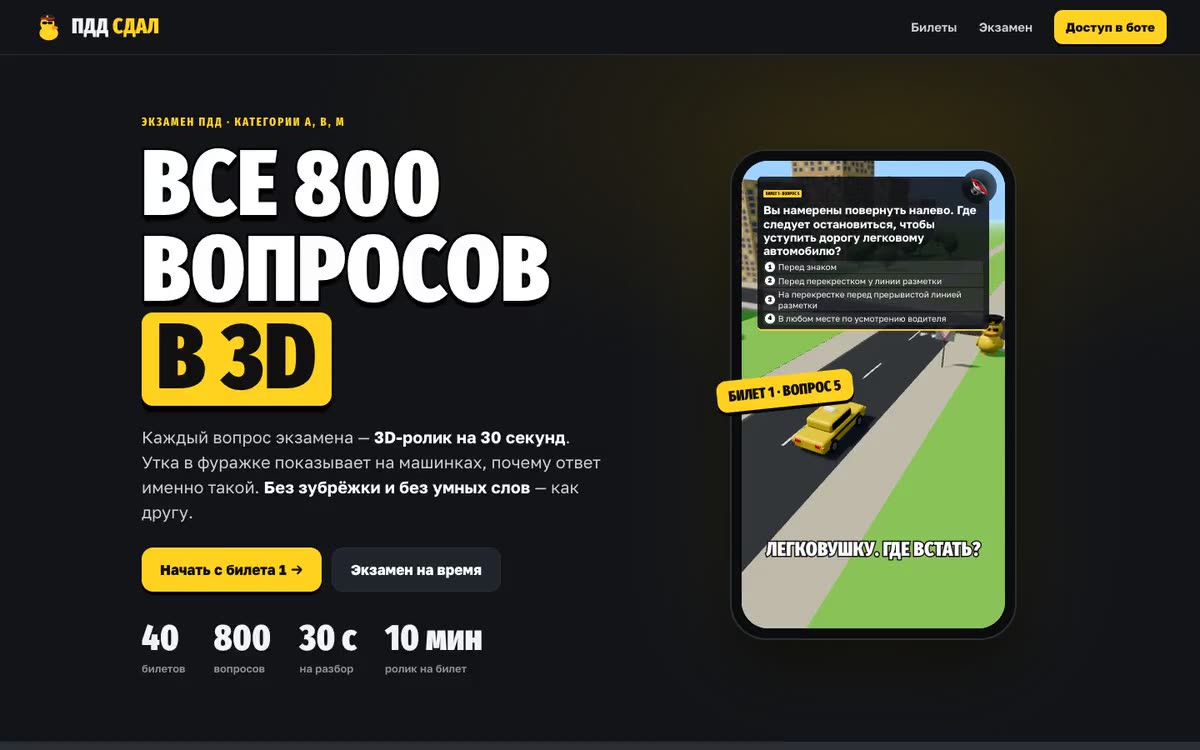 ПДД СДАЛ
Билеты
Экзамен
Доступ в боте
ЭКЗАМЕН ПДД · КАТЕГОРИИ A, B, M
ВСЕ 800
ВОПРОСОВ
В 3D
Каждый вопрос экзамена — 3D-ролик на 30 секунд.
Утка в фуражке показывает на машинках, почему ответ
именно такой. Без зубрёжки и без умных слов — как
другу.
Начать с билета 1 →
Экзамен на время
40
билетов
800
вопросов
30 с
на разбор
10 мин
ролик на билет
БИЛЕТ 1 · ВОПРОС 5
Вы намерены повернуть налево. Где
следует остановиться, чтобы
уступить дорогу легковому
автомобилю?
1 Перед знаком
2 Перед перекрестком у линии разметки
3 На перекрестке перед прерывистой линией
разметки
4 В любом месте по усмотрению водителя
БИЛЕТ 1 · ВОПРОС 5
ЛЕГКОВУШКУ. ГДЕ ВСТАТЬ?